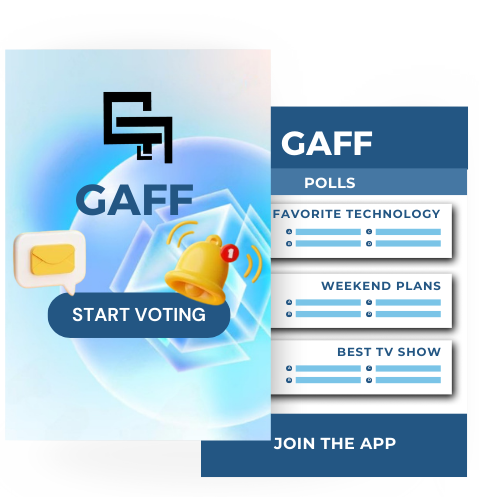 GAFF
1
START VOTING
GAFF
POLLS
FAVORITE TECHNOLOGY
WEEKEND PLANS
BEST TV SHOW
JOIN THE APP